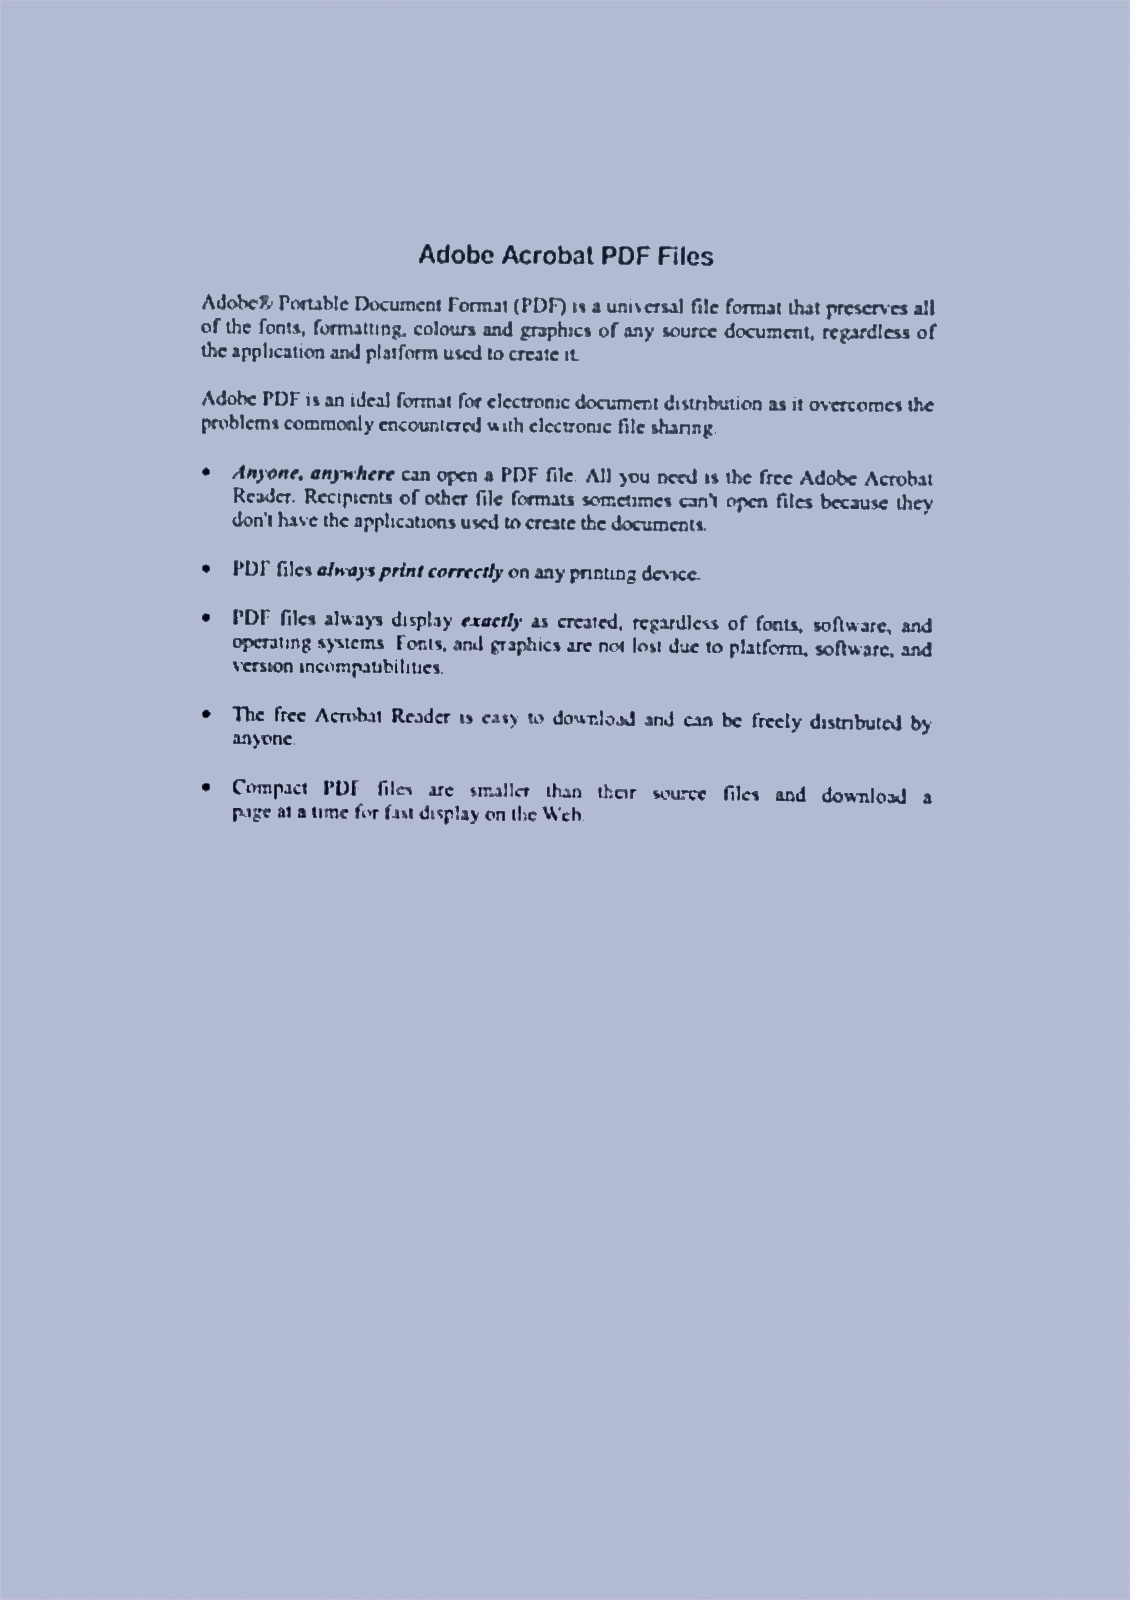 Adobe Acrobat PDF Files
Adobe® Portable Document Format (PDF) is a universal file format that preserves all
of the fonts, formatting, colours and graphics of any source document, regardless of
the application and platform used to create it.
Adobe PDF is an ideal format for electronic document distribution as it overcomes the
problems commonly encountered with electronic file sharing.
• Anyone, anywhere can open a PDF file. All you need is the free Adobe Acrobat
Reader. Recipients of other file formats sometimes can't open files because they
don't have the applications used to create the documents.
• PDF files always print correctly on any printing device.
• PDF files always display exactly as created, regardless of fonts, software, and
operating systems. Fonts, and graphics are not lost due to platform, software, and
version incompatibilities.
• The free Acrobat Reader is easy to download and can be freely distributed by
anyone.
• Compact PDF files are smaller than their source files and download a
page at a time for fast display on the Web.